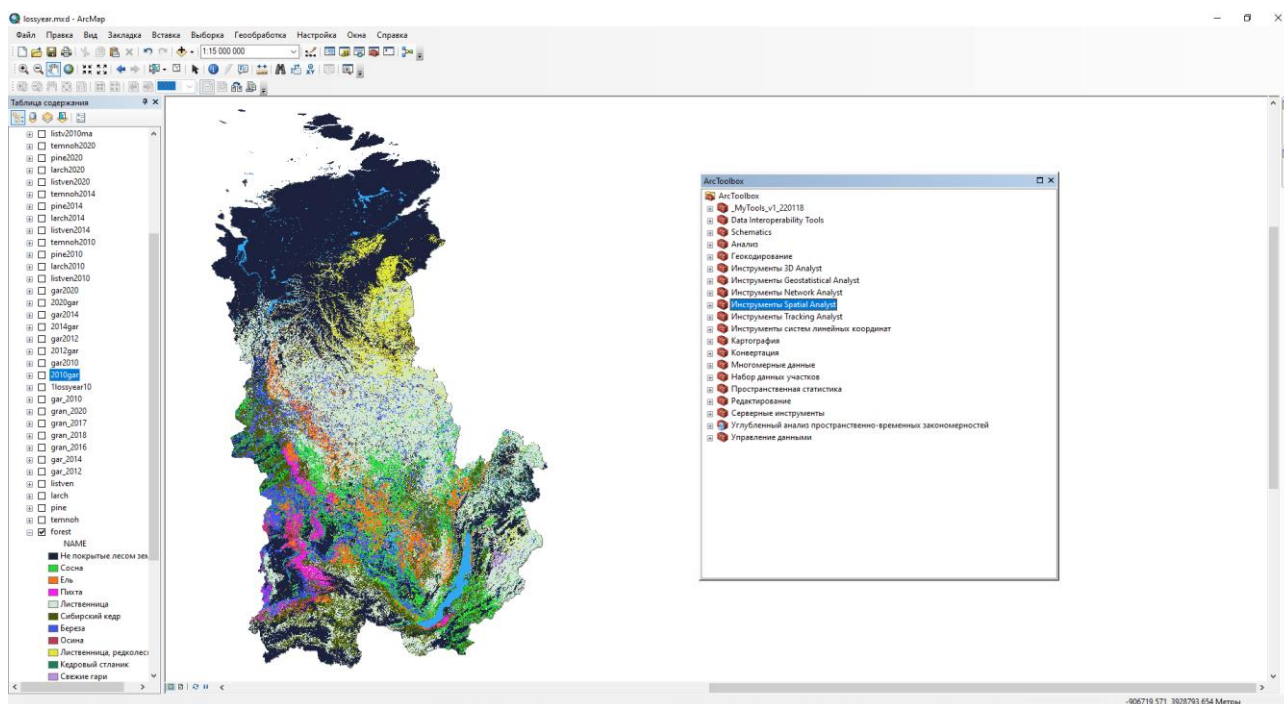 lossyear.mxd - ArcMap
Файл Правка Вид Закладка Вставка Выборка Геообработка Настройка Окна Справка
1:15 000 000
Таблица содержания
listv2010ma
temnoh2020
pine2020
larch2020
listven2020
temnoh2014
pine2014
larch2014
listven2014
temnoh2010
pine2010
larch2010
listven2010
gar2020
2020gar
gar2014
2014gar
gar2012
2012gar
gar2010
2010gar
1lossyear10
gar_2010
gran_2020
gran_2017
gran_2018
gran_2016
gar_2014
gar_2012
listven
larch
pine
temnoh
forest
NAME
Не покрытые лесом зем
Сосна
Ель
Пихта
Лиственница
Сибирский кедр
Береза
Осина
Лиственница, редколес
Кедровый стланик
Свежие гари
ArcToolbox
ArcToolbox
_MyTools_v1_220118
Data Interoperability Tools
Schematics
Анализ
Геокодирование
Инструменты 3D Analyst
Инструменты Geostatistical Analyst
Инструменты Network Analyst
Инструменты Spatial Analyst
Инструменты Tracking Analyst
Инструменты систем линейных координат
Картография
Конвертация
Многомерные данные
Набор данных участков
Пространственная статистика
Редактирование
Серверные инструменты
Углубленный анализ пространственно-временных закономерностей
Управление данными
-906719,571 3928793,654 Метры